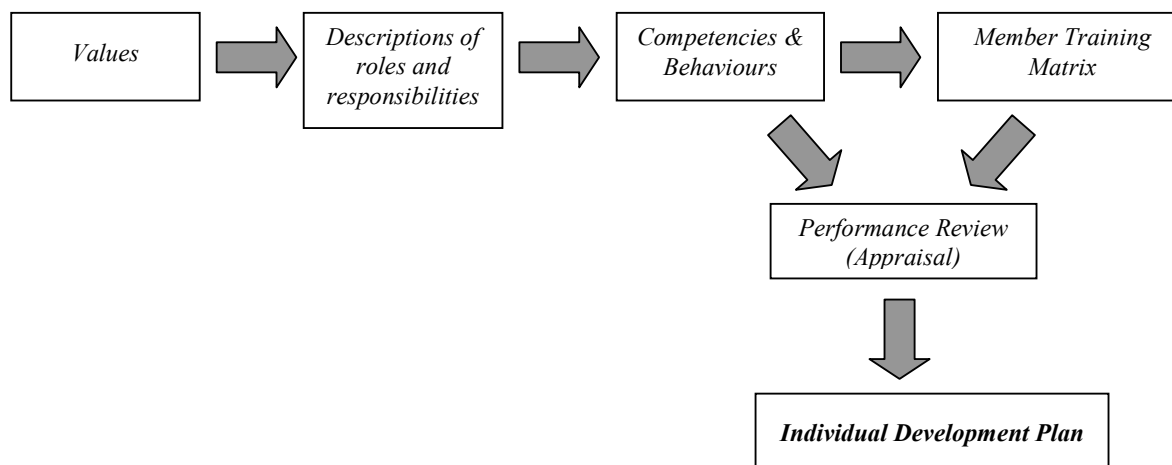 Values
Descriptions of
roles and
responsibilities
Competencies &
Behaviours
Member Training
Matrix
Performance Review
(Appraisal)
Individual Development Plan